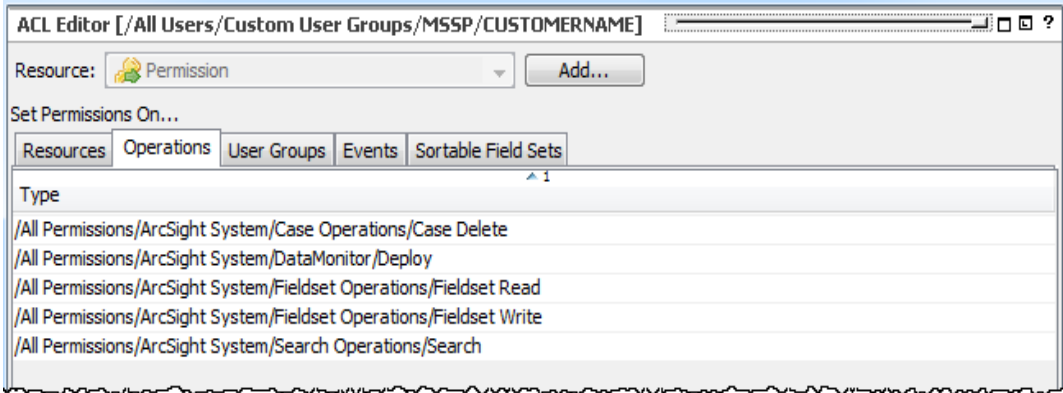 ACL Editor [/All Users/Custom User Groups/MSSP/CUSTOMERNAME] ?
Resource: Permission Add...
Set Permissions On...
Resources Operations User Groups Events Sortable Field Sets
1
Type
/All Permissions/ArcSight System/Case Operations/Case Delete
/All Permissions/ArcSight System/DataMonitor/Deploy
/All Permissions/ArcSight System/Fieldset Operations/Fieldset Read
/All Permissions/ArcSight System/Fieldset Operations/Fieldset Write
/All Permissions/ArcSight System/Search Operations/Search